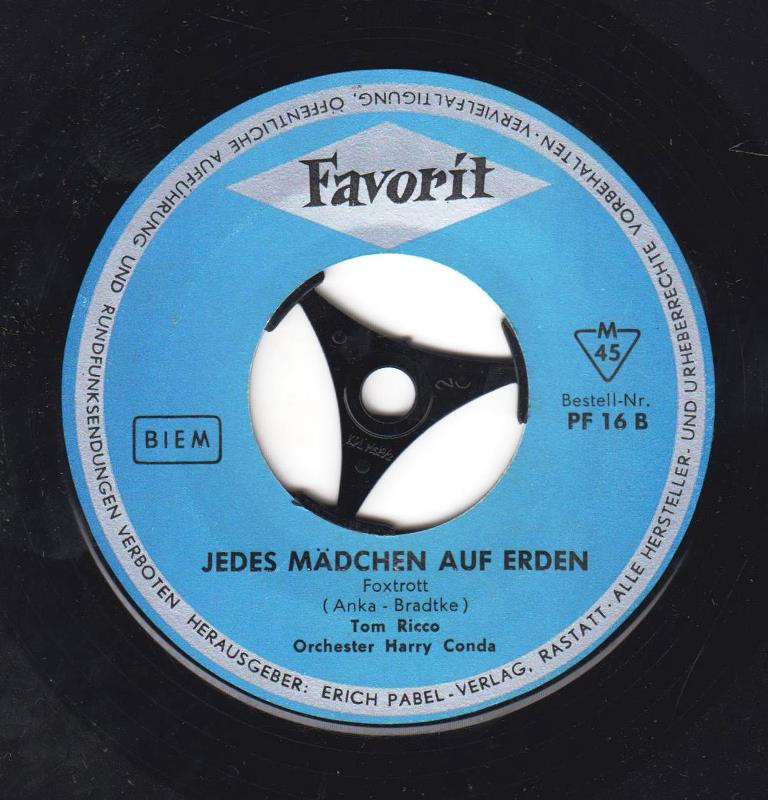 Favorit
M
45
Bestell-Nr.
PF 16 B
BIEM
JEDES MÄDCHEN AUF ERDEN
Foxtrott
(Anka - Bradtke)
Tom Ricco
Orchester Harry Conda
HERAUSGEBER: ERICH PABEL-VERLAG, RASTATT · ALLE HERSTELLER- UND URHEBERRECHTE VORBEHALTEN · VERVIELFALTIGUNG, ÖFFENTLICHE AUFFÜHRUNG UND RUNDFUNKSENDUNGEN VERBOTEN